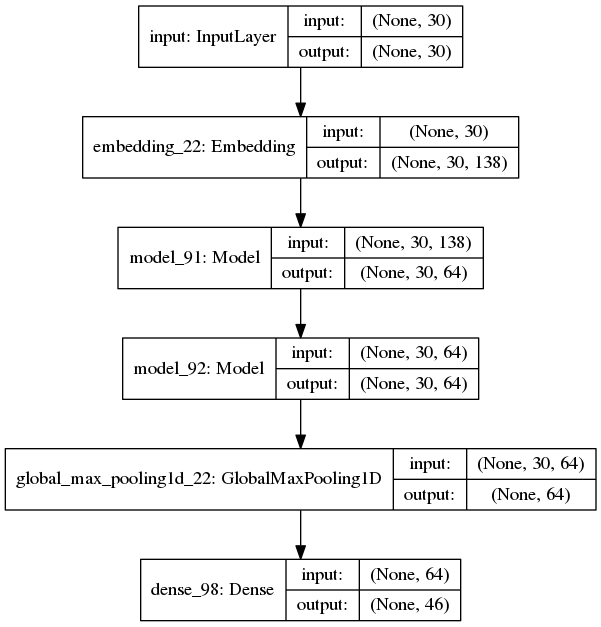 input: InputLayer input: (None, 30)
output: (None, 30)
embedding_22: Embedding input: (None, 30)
output: (None, 30, 138)
model_91: Model input: (None, 30, 138)
output: (None, 30, 64)
model_92: Model input: (None, 30, 64)
output: (None, 30, 64)
global_max_pooling1d_22: GlobalMaxPooling1D input: (None, 30, 64)
output: (None, 64)
dense_98: Dense input: (None, 64)
output: (None, 46)